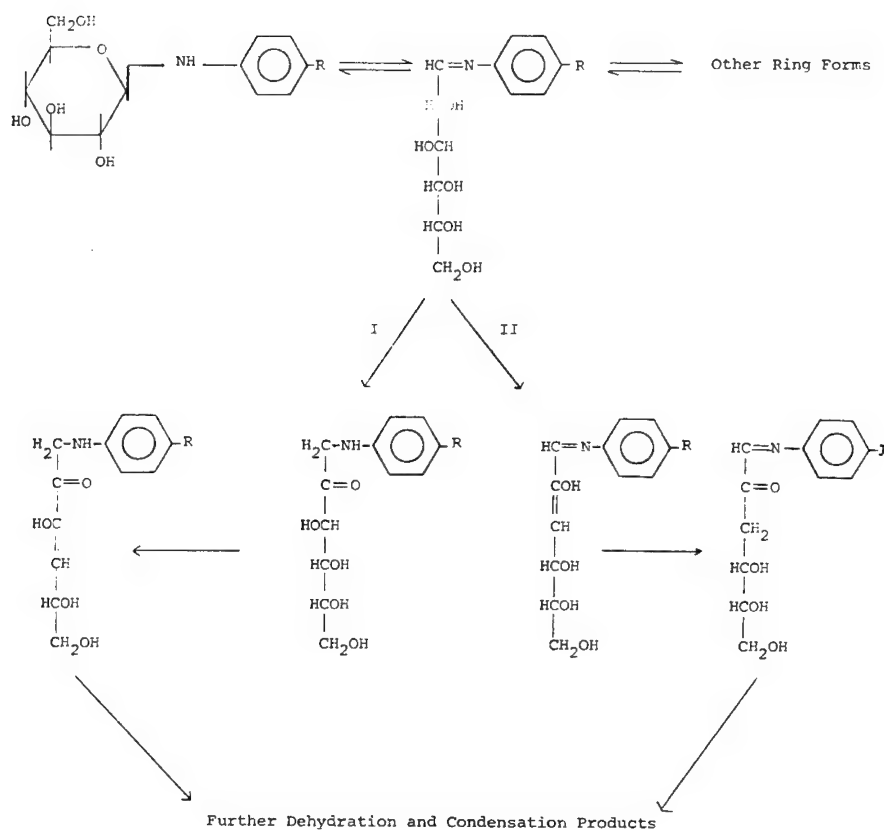 CH2OH
O
NH
R
OH
HO
OH
HC=N
R
Other Ring Forms
HOCH
HCOH
HCOH
CH2OH
I
II
H2C-NH
R
C=O
HOC
CH
HCOH
CH2OH
H2C-NH
R
C=O
HOCH
HCOH
HCOH
CH2OH
HC=N
R
COH
CH
HCOH
HCOH
CH2OH
HC=N
C=O
CH2
HCOH
HCOH
CH2OH
Further Dehydration and Condensation Products